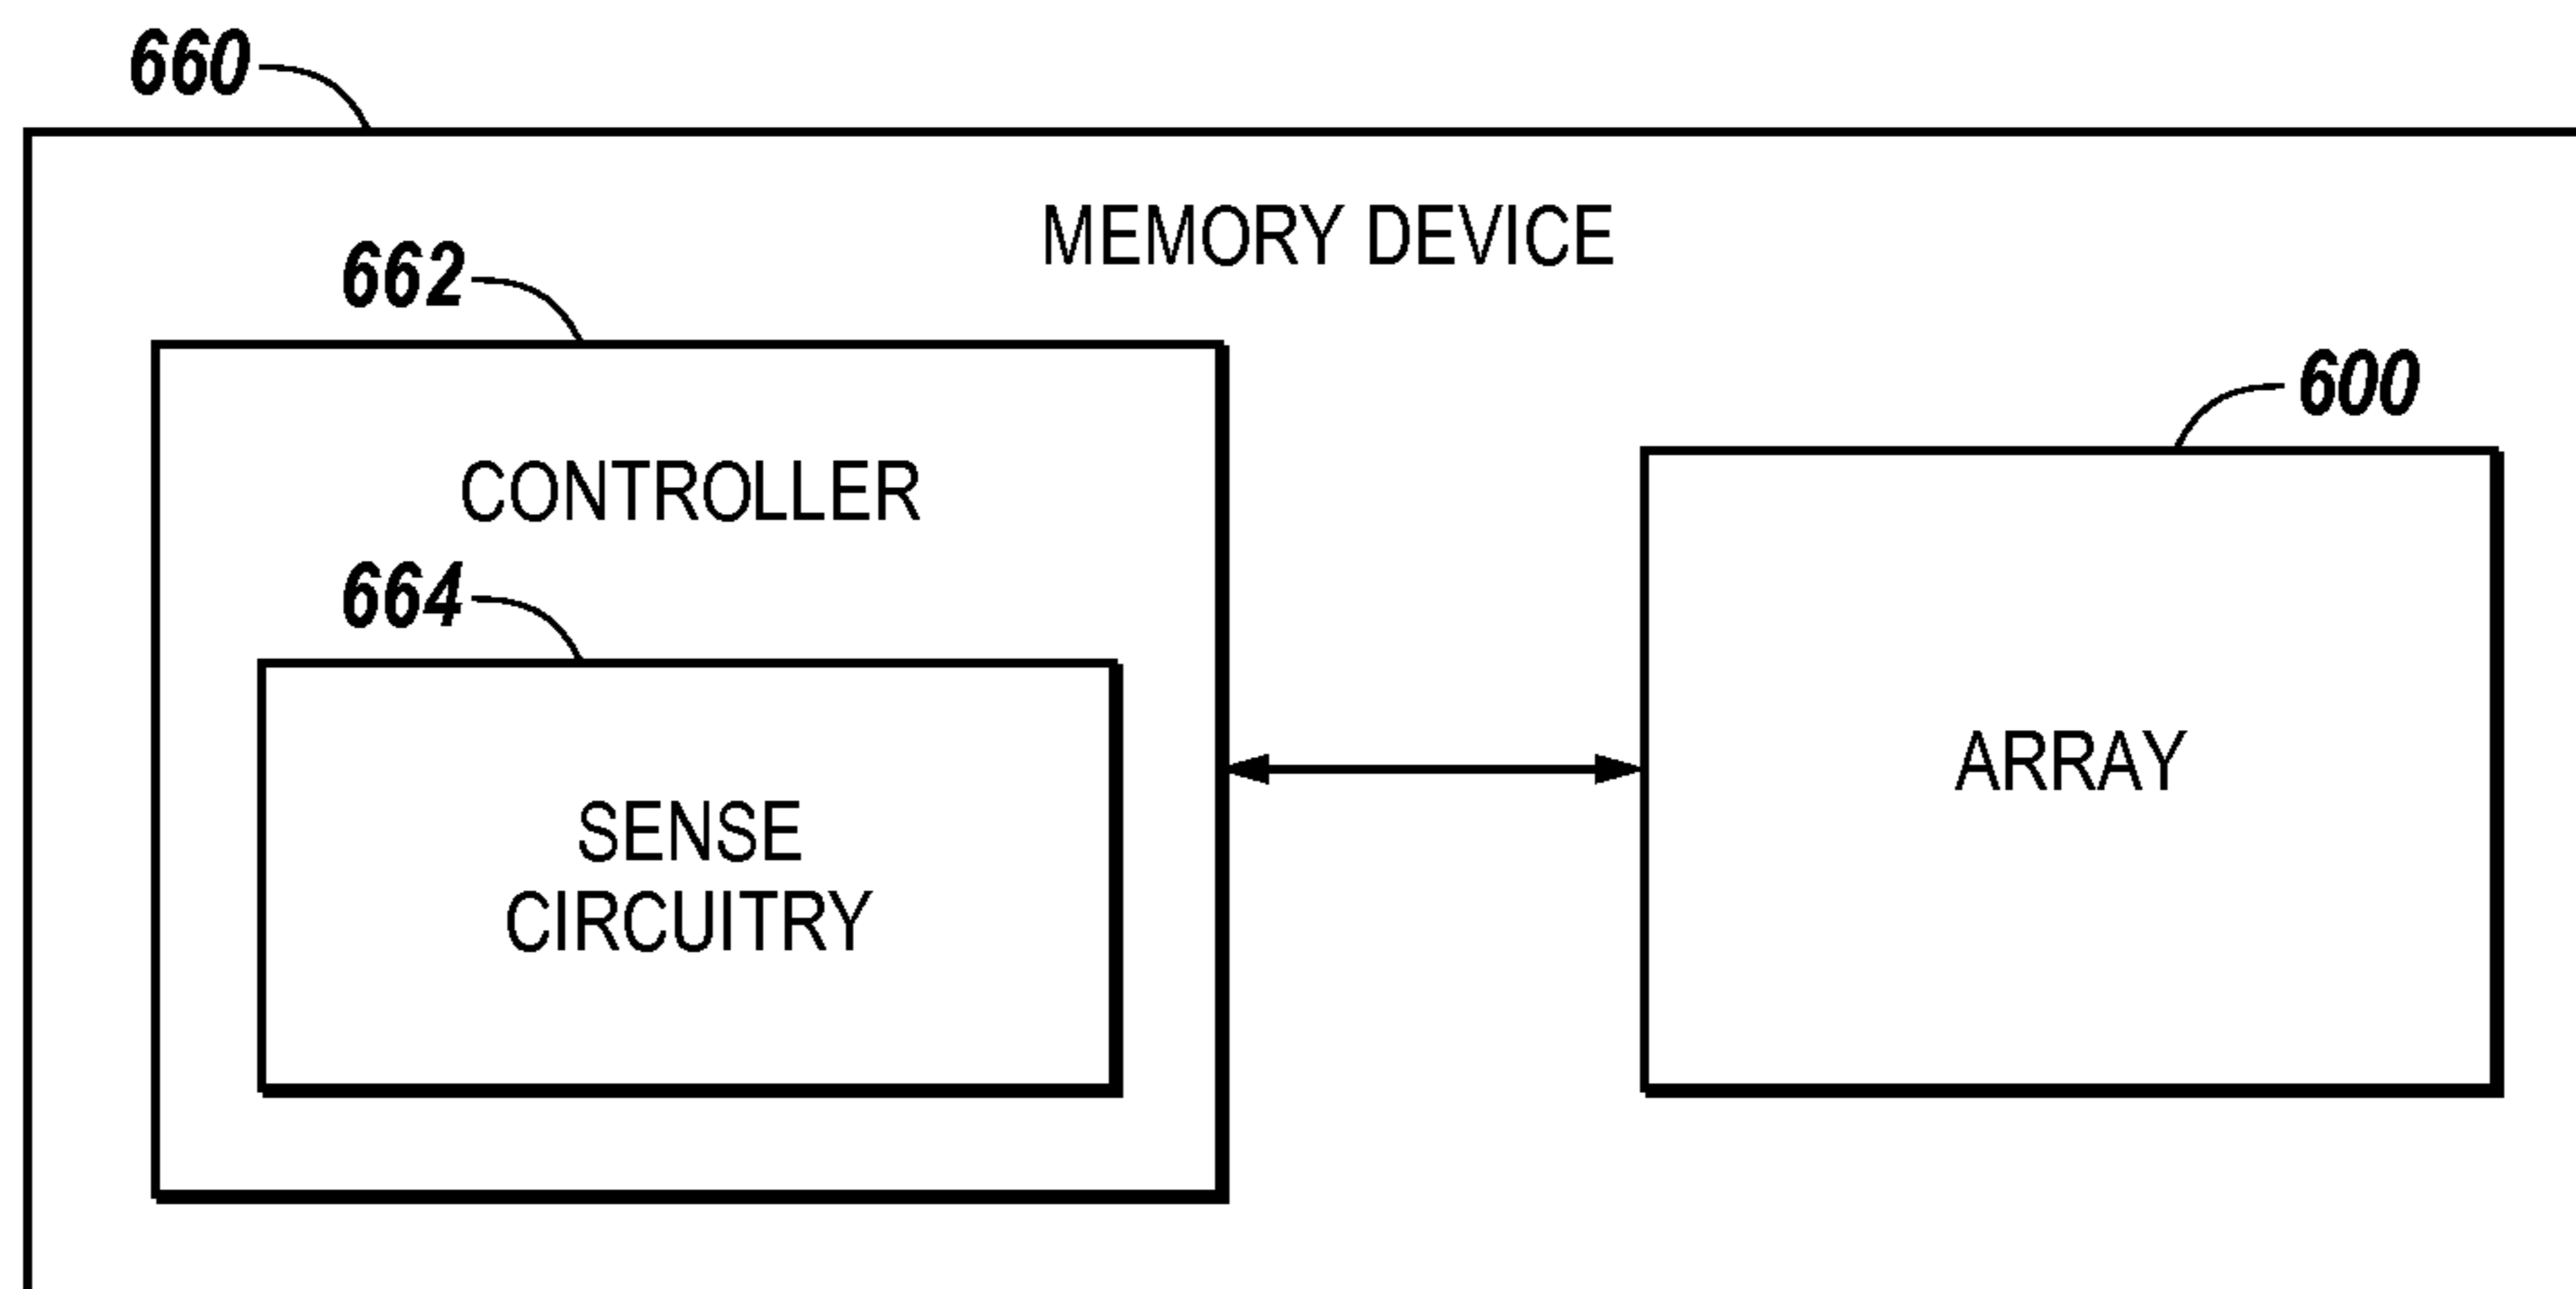 660
MEMORY DEVICE
662
600
CONTROLLER
664
ARRAY
SENSE
CIRCUITRY